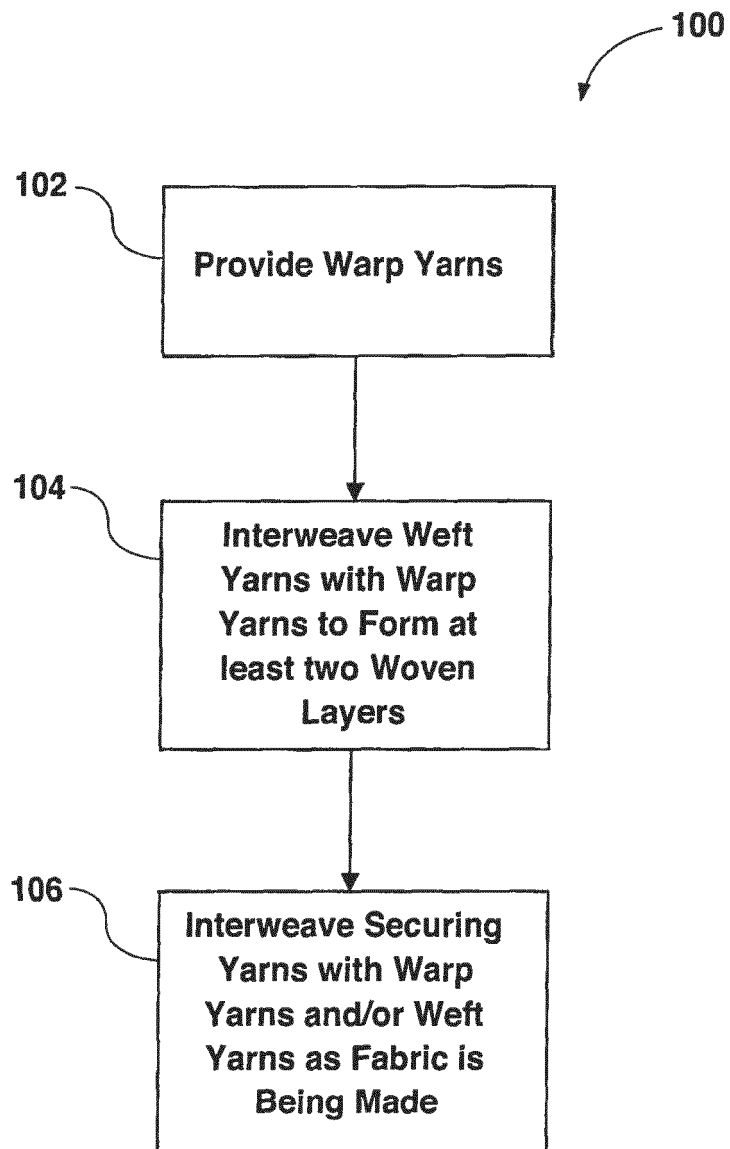 100
102
Provide Warp Yarns
104
Interweave Weft
Yarns with Warp
Yarns to Form at
least two Woven
Layers
106
Interweave Securing
Yarns with Warp
Yarns and/or Weft
Yarns as Fabric is
Being Made